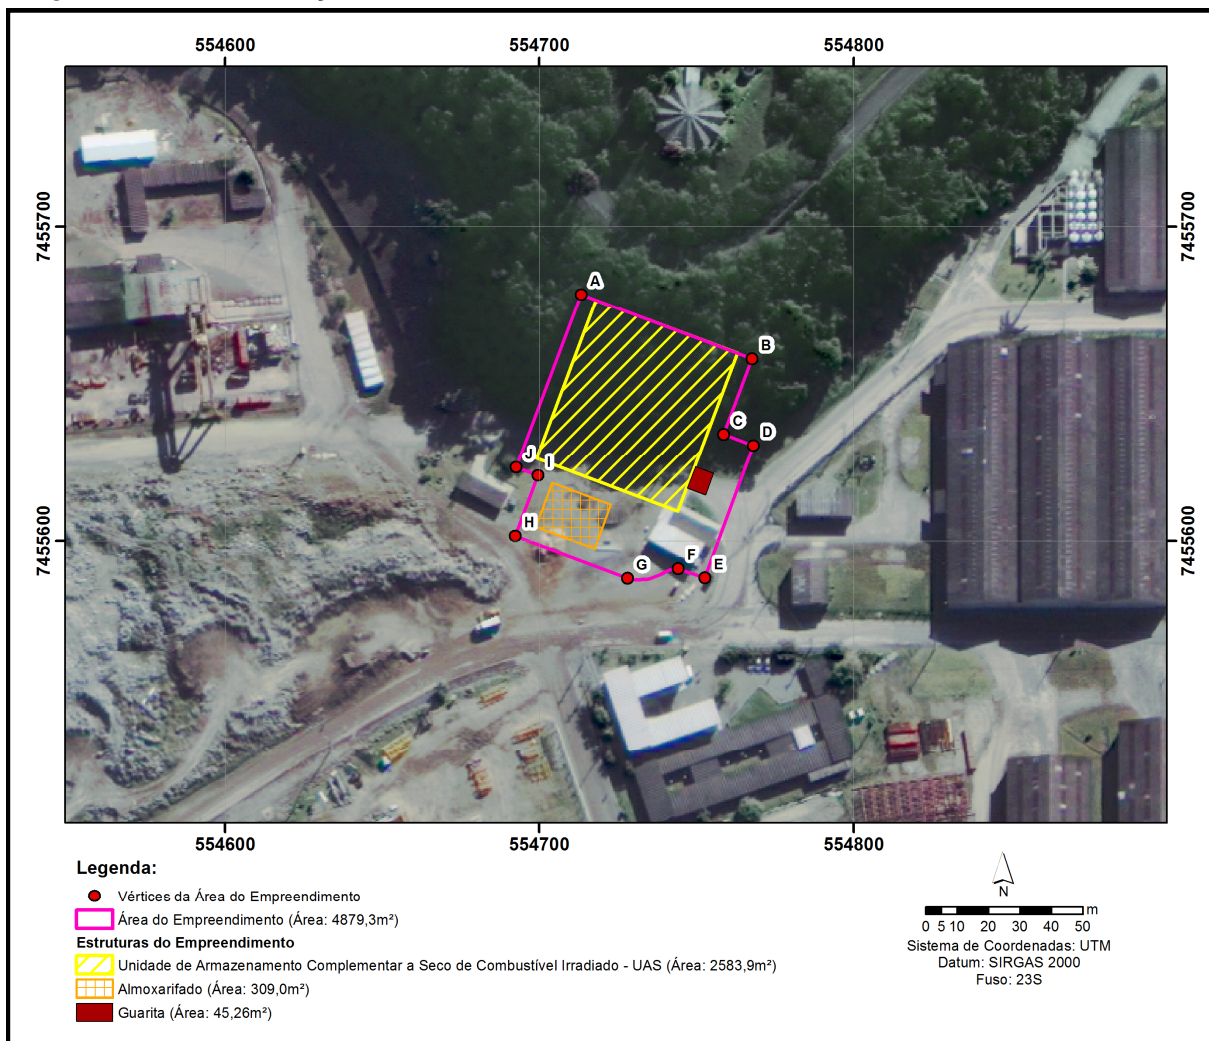 554600
554700
554800
7455700
7455700
A
B
C
D
J
I
H
G
F
E
7455600
7455600
554600
554700
554800
Legenda:
Vértices da Área do Empreendimento
Área do Empreendimento (Área: 4879,3m²)
Estruturas do Empreendimento
Unidade de Armazenamento Complementar a Seco de Combustível Irradiado - UAS (Área: 2583,9m²)
Almoxarifado (Área: 309,0m²)
Guarita (Área: 45,26m²)
N
m
0 5 10 20 30 40 50
Sistema de Coordenadas: UTM
Datum: SIRGAS 2000
Fuso: 23S